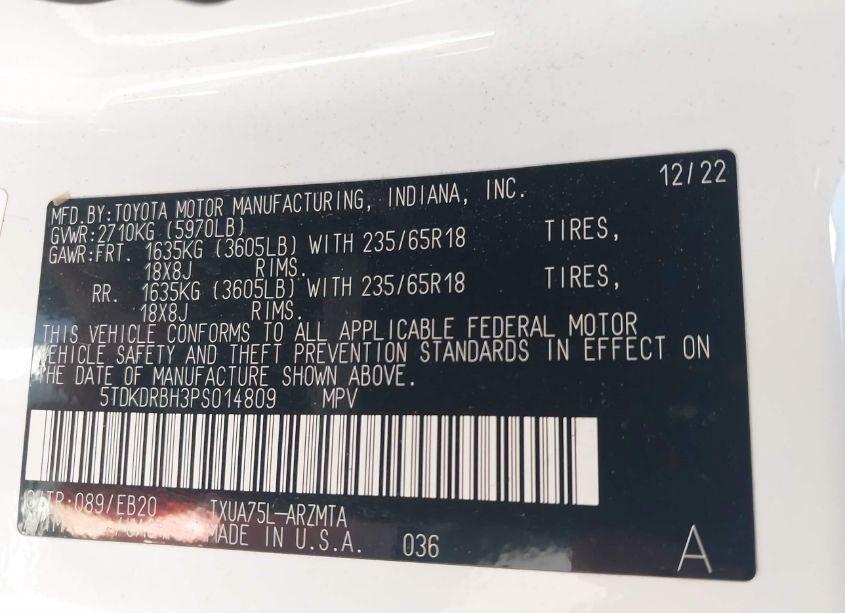 12/22
MFD.BY:TOYOTA MOTOR MANUFACTURING, INDIANA, INC.
GVWR:2710KG (5970LB)
GAWR:FRT. 1635KG (3605LB) WITH 235/65R18 TIRES,
18X8J RIMS.
RR. 1635KG (3605LB) WITH 235/65R18 TIRES,
18X8J RIMS.
THIS VEHICLE CONFORMS TO ALL APPLICABLE FEDERAL MOTOR
VEHICLE SAFETY AND THEFT PREVENTION STANDARDS IN EFFECT ON
THE DATE OF MANUFACTURE SHOWN ABOVE.
5TDKDRBH3PS014809 MPV
089/EB20 TXUA75L-ARZMTA
MADE IN U.S.A. 036 A